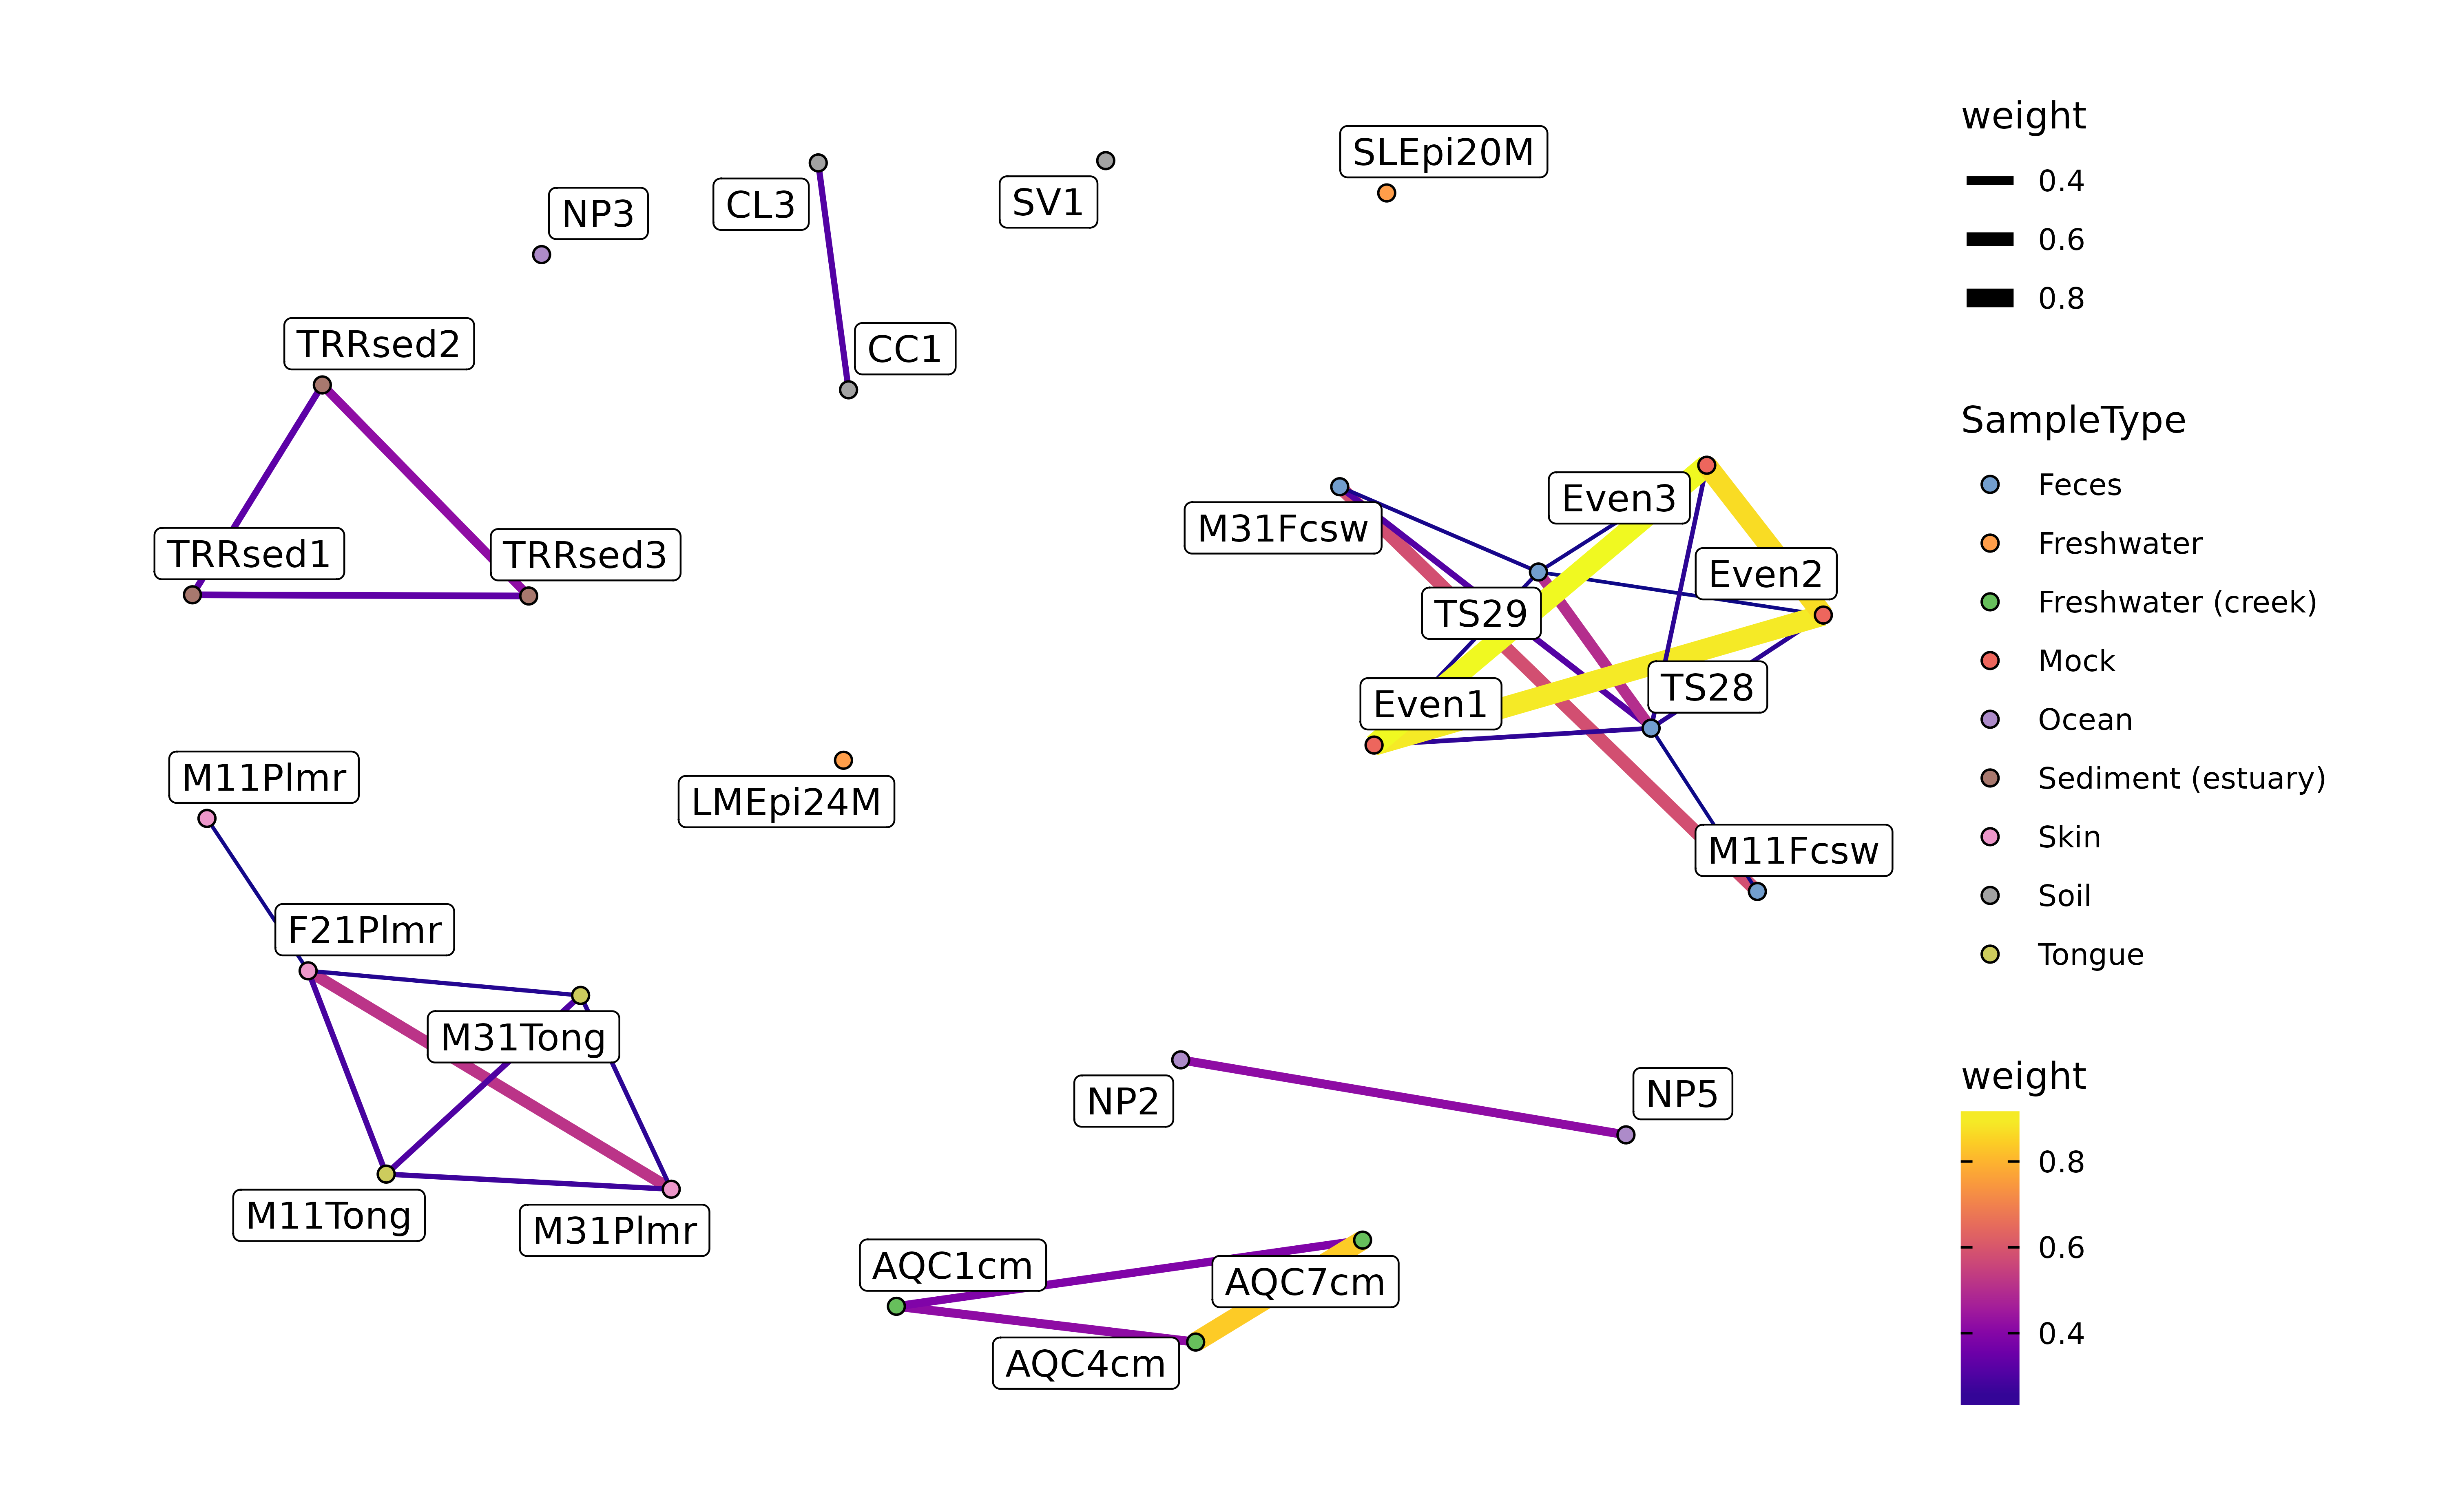 SLEpi20M
NP3
CL3
SV1
TRRsed2
CC1
TRRsed1
TRRsed3
M31Fcsw
Even3
Even2
TS29
TS28
Even1
M11Plmr
LMEpi24M
M11Fcsw
F21Plmr
M31Tong
NP2
NP5
M11Tong
M31Plmr
AQC1cm
AQC7cm
AQC4cm
weight
0.4
0.6
0.8
SampleType
Feces
Freshwater
Freshwater (creek)
Mock
Ocean
Sediment (estuary)
Skin
Soil
Tongue
weight
0.8
0.6
0.4